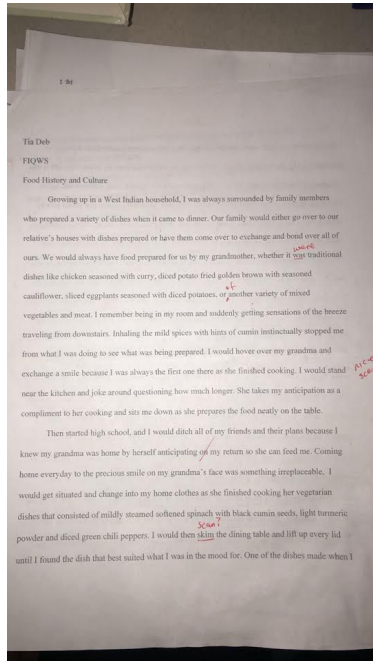 Tia Deb
FIQWS
Food History and Culture
Growing up in a West Indian household, I was always surrounded by family members
who prepared a variety of dishes when it came to dinner. Our family would either go over to our
relative's houses with dishes prepared or have them come over to exchange and bond over all of
were
ours. We would always have food prepared for us by my grandmother, whether it was traditional
dishes like chicken seasoned with curry, diced potato fried golden brown with seasoned
of
cauliflower, sliced eggplants seasoned with diced potatoes, or another variety of mixed
vegetables and meat. I remember being in my room and suddenly getting sensations of the breeze
traveling from downstairs. Inhaling the mild spices with hints of cumin instinctually stopped me
from what I was doing to see what was being prepared. I would hover over my grandma and
exchange a smile because I was always the first one there as she finished cooking. I would stand
near the kitchen and joke around questioning how much longer. She takes my anticipation as a
compliment to her cooking and sits me down as she prepares the food neatly on the table.
Then started high school, and I would ditch all of my friends and their plans because I
knew my grandma was home by herself anticipating on my return so she can feed me. Coming
home everyday to the precious smile on my grandma's face was something irreplaceable. I
would get situated and change into my home clothes as she finished cooking her vegetarian
dishes that consisted of mildly steamed softened spinach with black cumin seeds, light turmeric
scan?
powder and diced green chili peppers. I would then skim the dining table and lift up every lid
until I found the dish that best suited what I was in the mood for. One of the dishes made when I